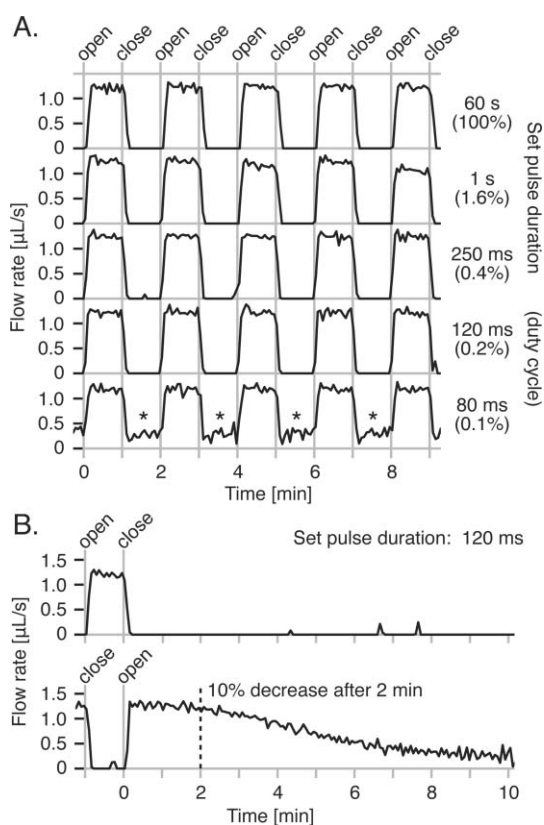 A.
open close open close open close open close open close
1.0
0.5
0
60 s
(100%)
1.0
0.5
0
1 s
(1.6%)
1.0
0.5
0
250 ms
(0.4%)
1.0
0.5
0
120 ms
(0.2%)
1.0
0.5
0
* * * *
80 ms
(0.1%)
Flow rate [µL/s]
Set pulse duration
(duty cycle)
0 2 4 6 8
Time [min]
B.
open close
Set pulse duration: 120 ms
1.5
1.0
0.5
0
Flow rate [µL/s]
close open
10% decrease after 2 min
1.5
1.0
0.5
0
0 2 4 6 8 10
Time [min]